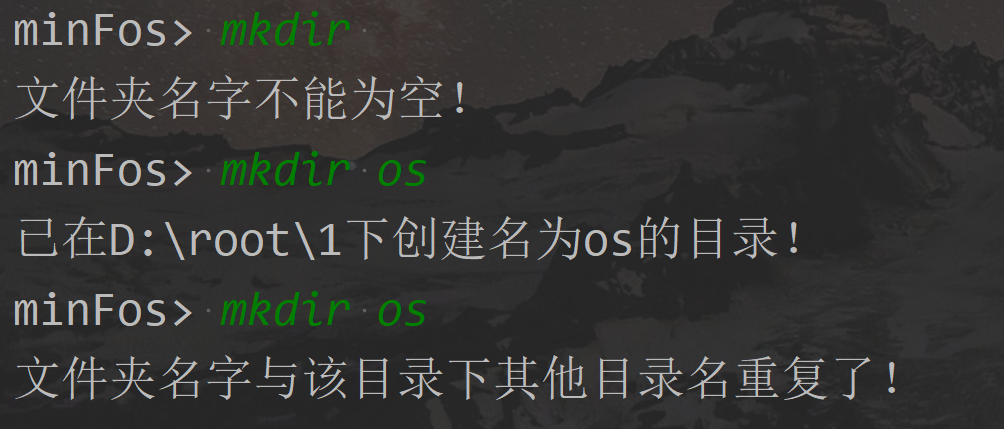 minFos> mkdir
文件夹名字不能为空!
minFos> mkdir os
已在D:\root\1下创建名为os的目录!
minFos> mkdir os
文件夹名字与该目录下其他目录名重复了!